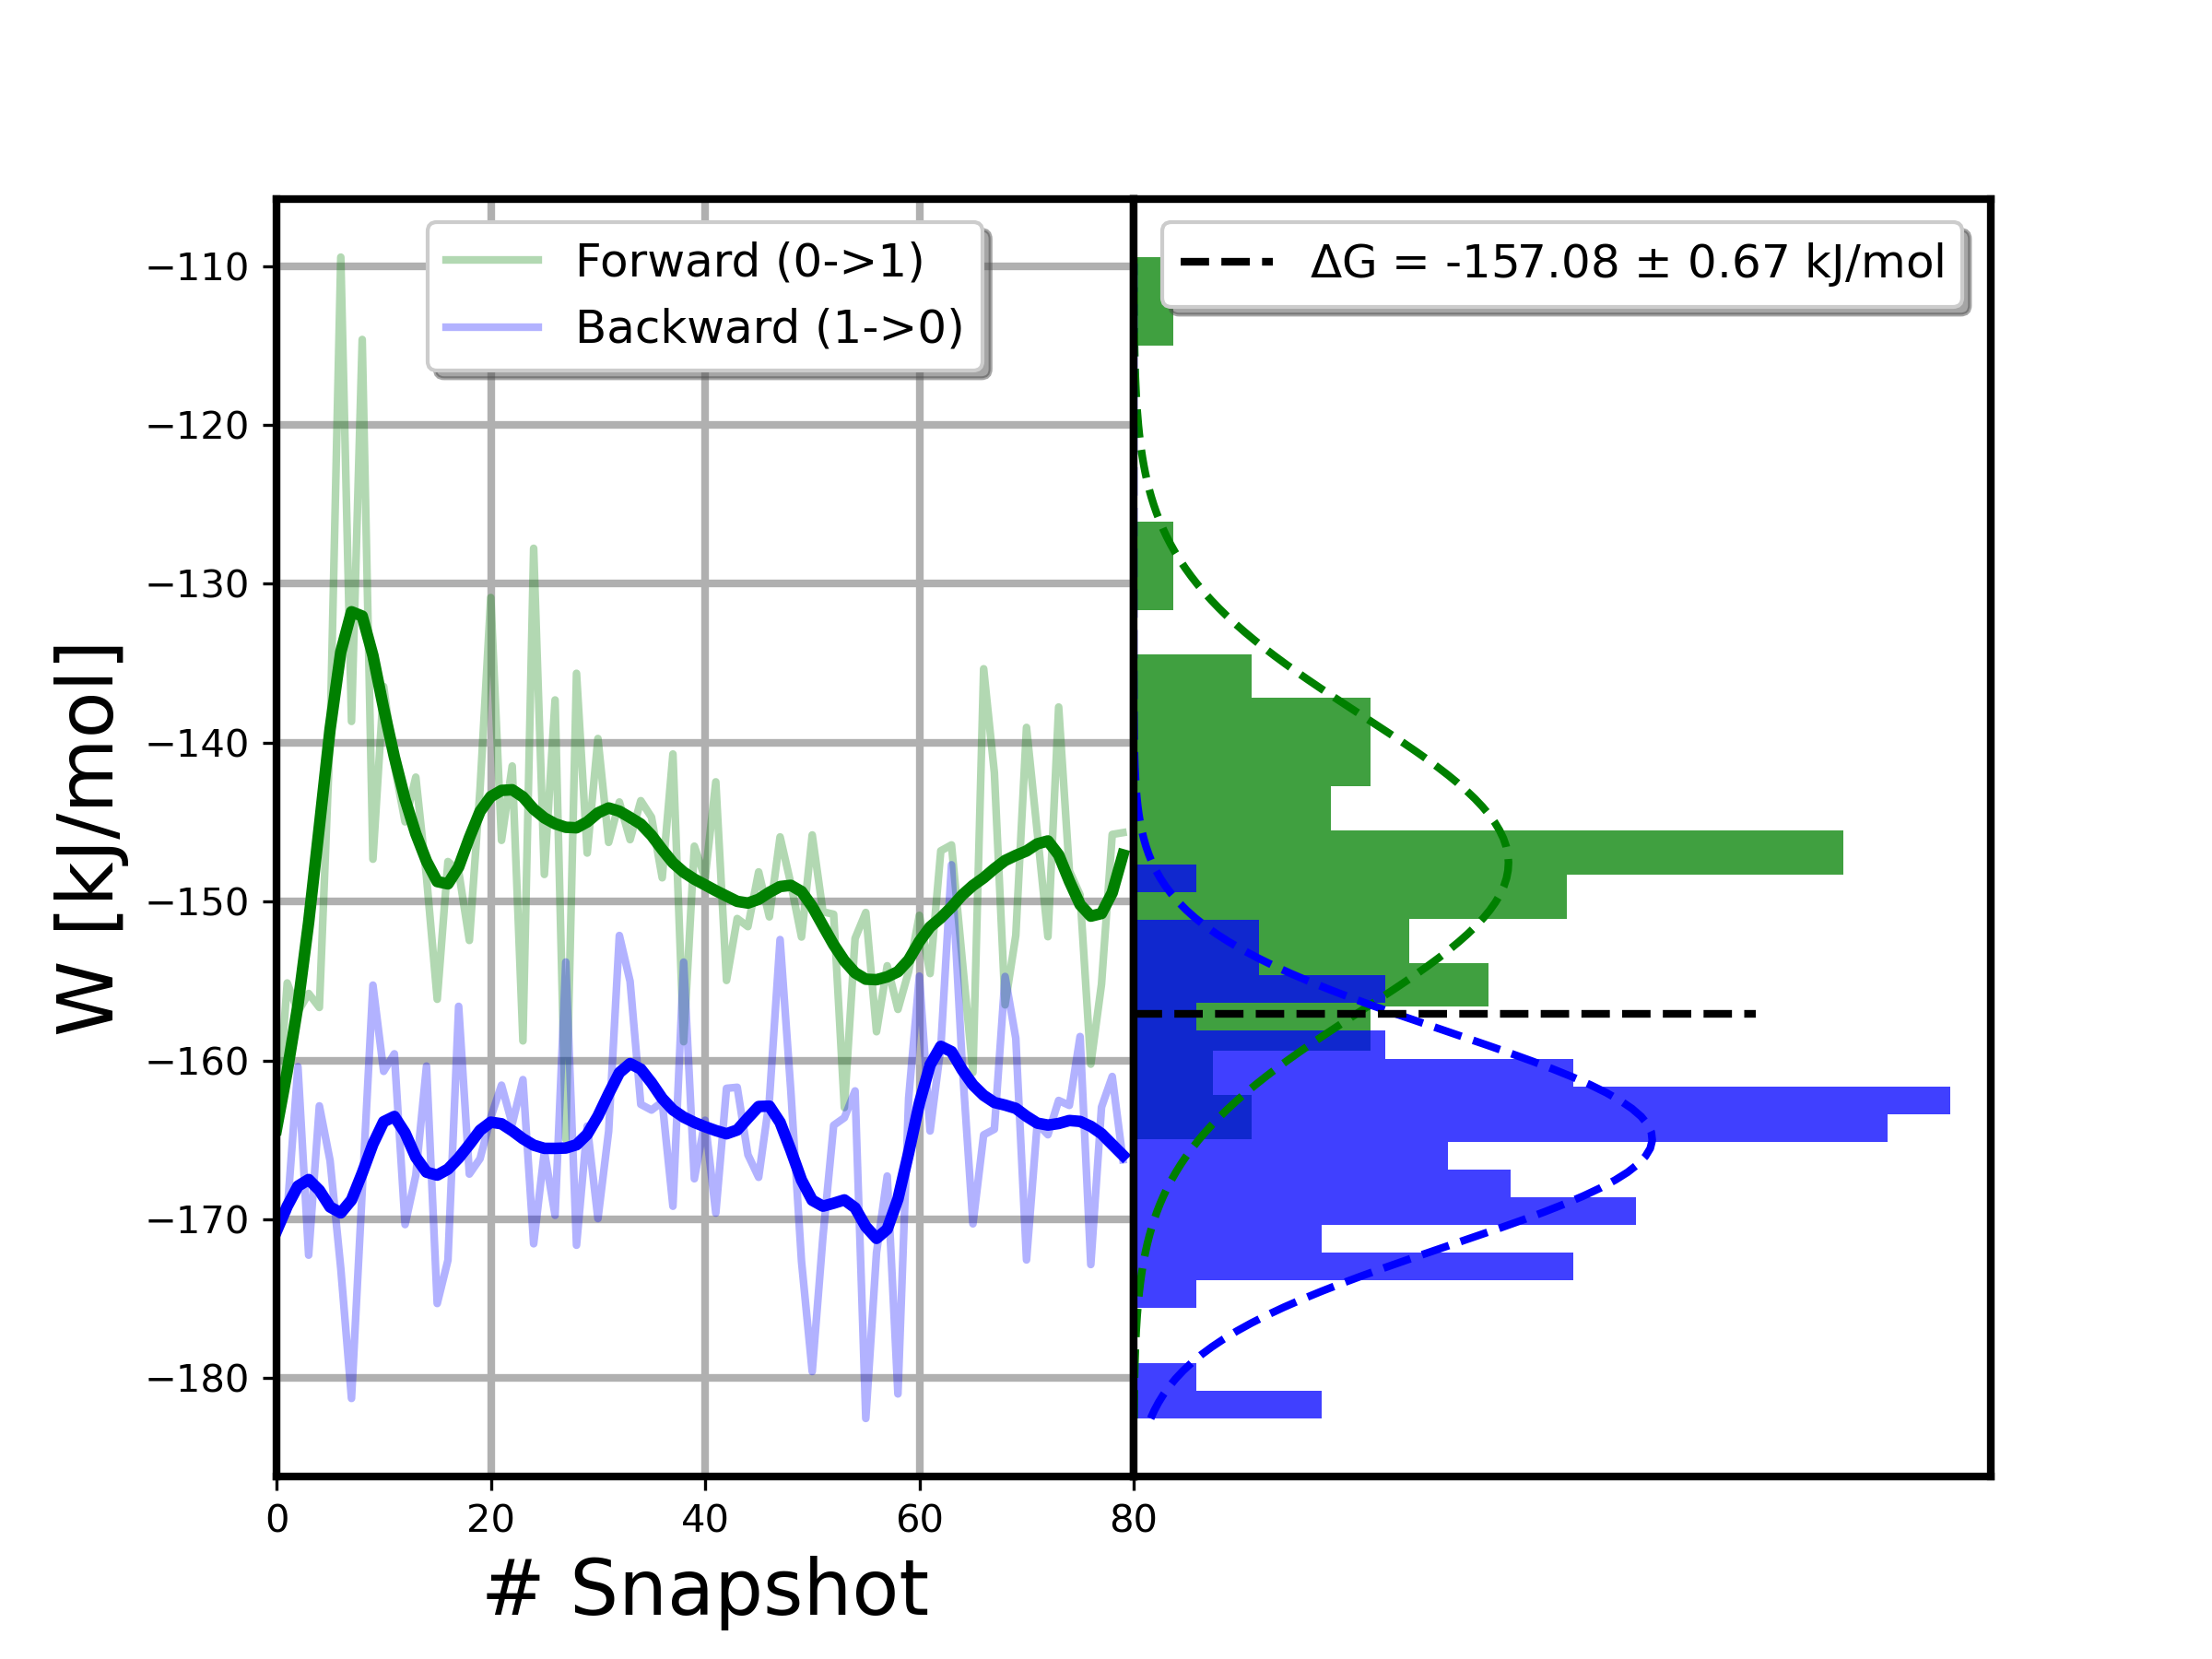 Forward (0->1)
Backward (1->0)
ΔG = -157.08 ± 0.67 kJ/mol
W [kJ/mol]
−110
−120
−130
−140
−150
−160
−170
−180
0 20 40 60 80
# Snapshot